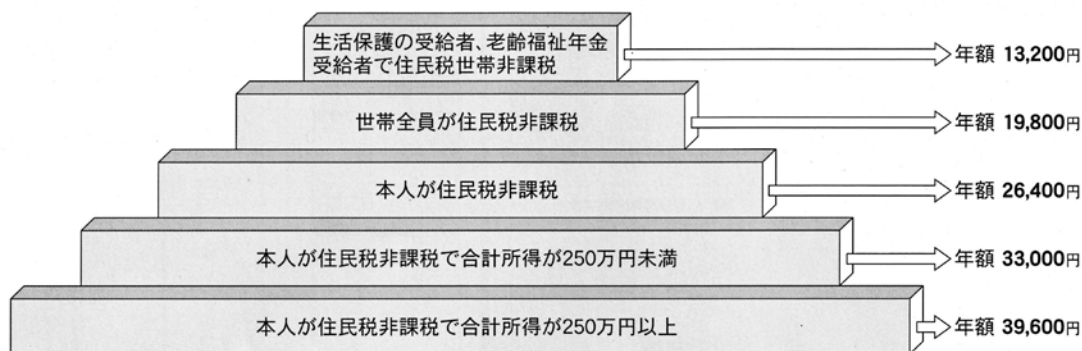 生活保護の受給者、老齢福祉年金
受給者で住民税世帯非課税
年額 13,200円
世帯全員が住民税非課税
年額 19,800円
本人が住民税非課税
年額 26,400円
本人が住民税非課税で合計所得が250万円未満
年額 33,000円
本人が住民税非課税で合計所得が250万円以上
年額 39,600円